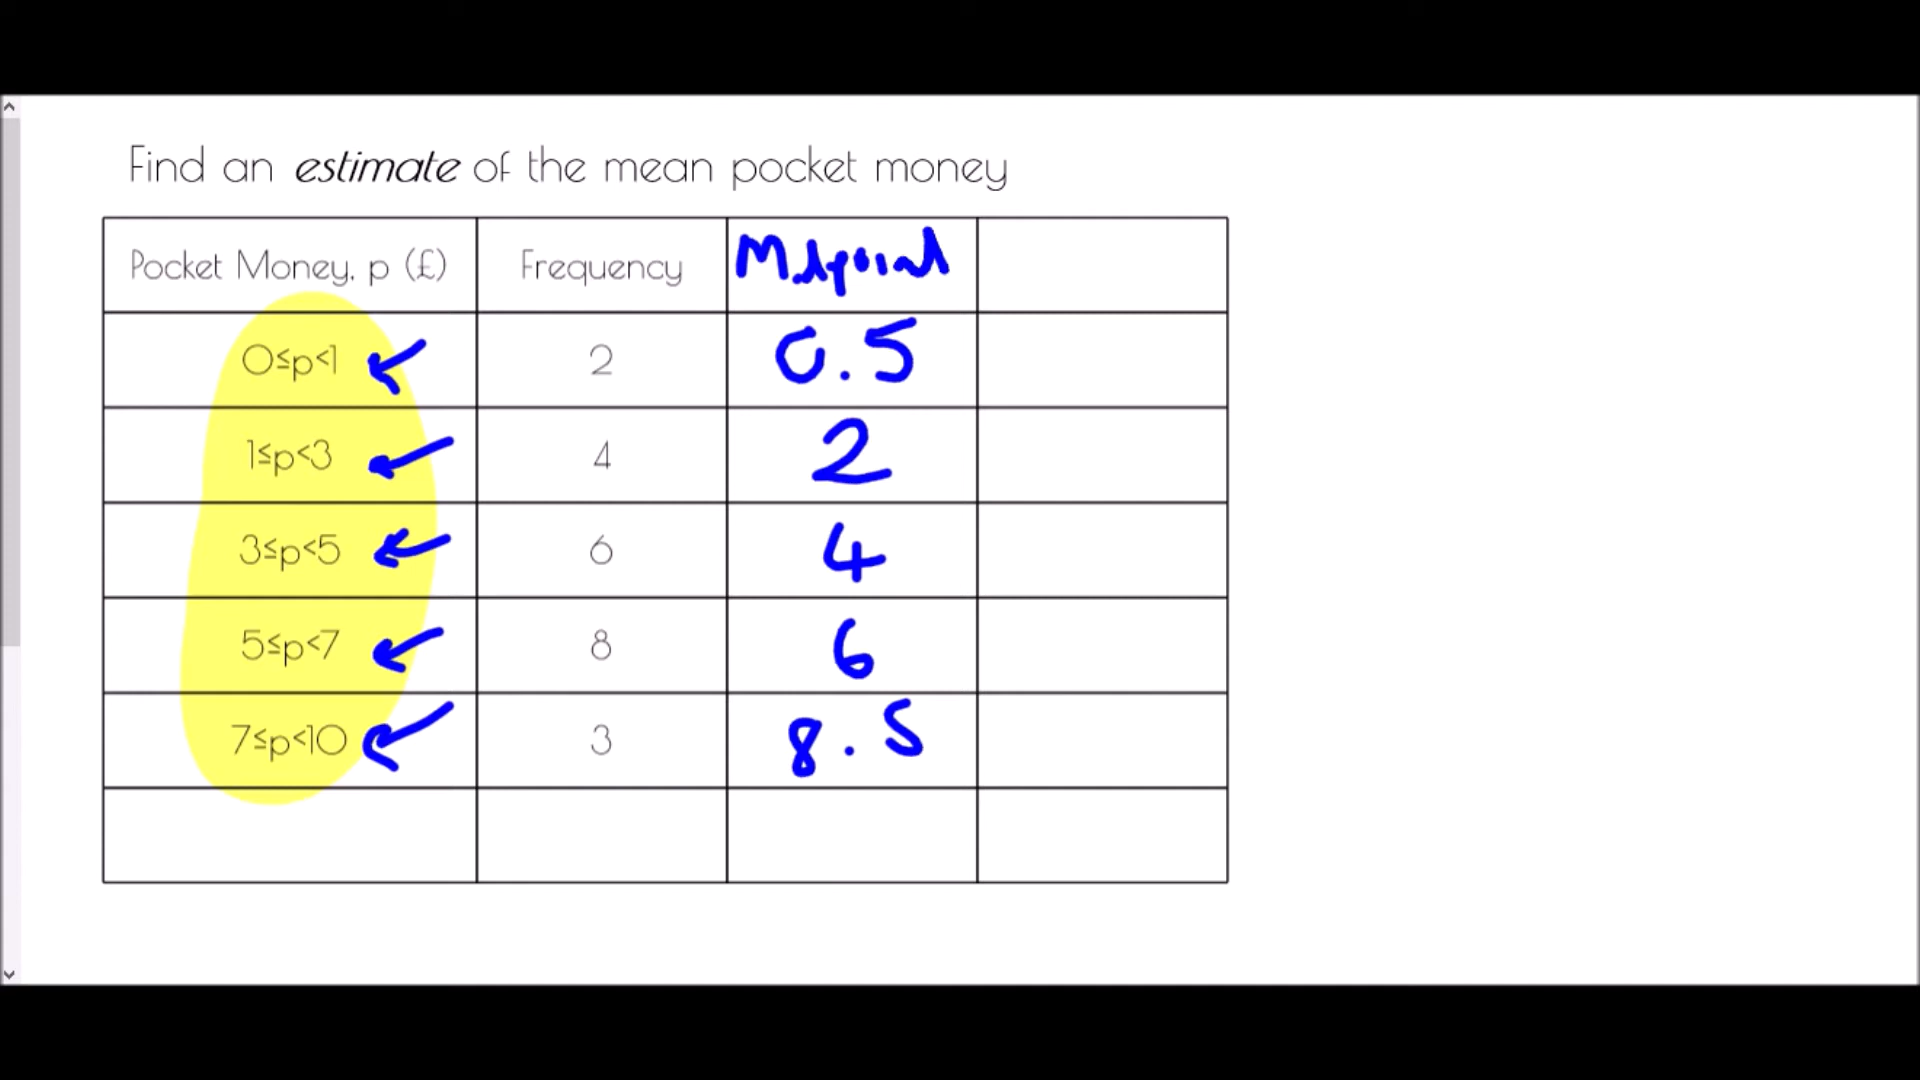 Find an estimate of the mean pocket money
Pocket Money, p (£) Frequency Midpoint
0≤p<1 2 0.5
1≤p<3 4 2
3≤p<5 6 4
5≤p<7 8 6
7≤p<10 3 8.5